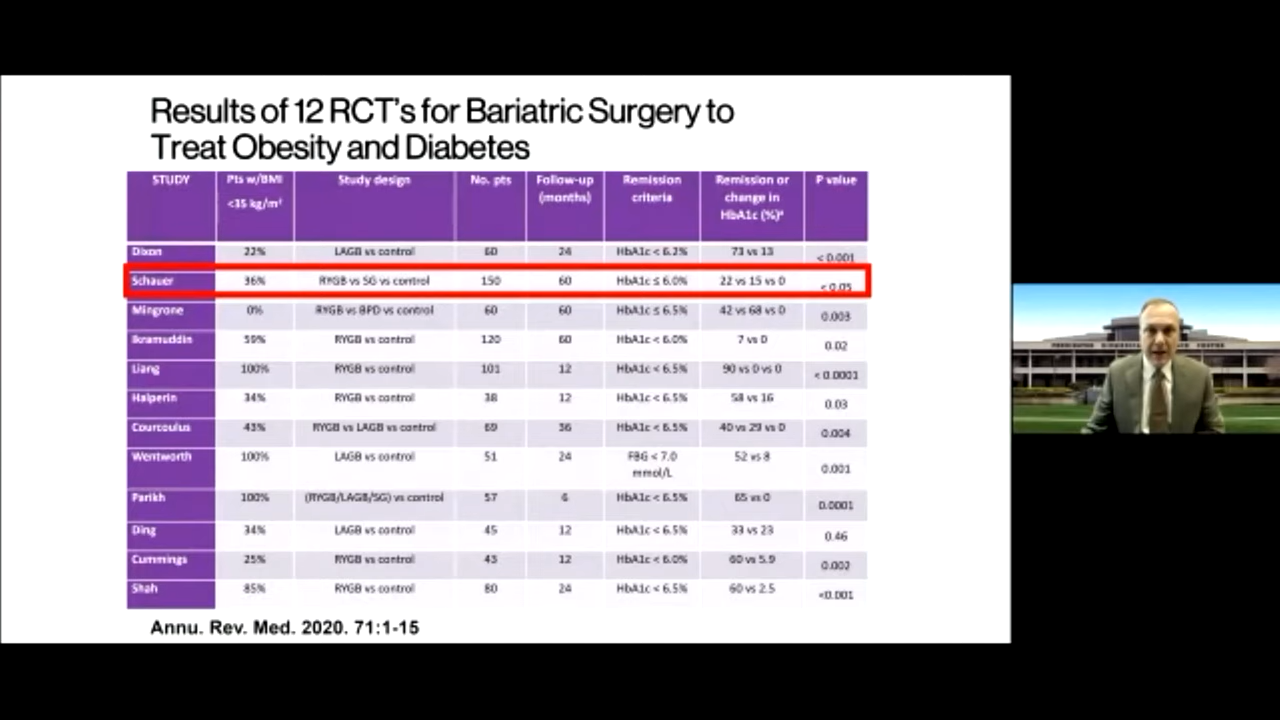 Results of 12 RCT's for Bariatric Surgery to
Treat Obesity and Diabetes
STUDY Pts w/BMI <35 kg/m² Study design No. pts Follow-up (months) Remission criteria Remission or change in HbA1c (%)ᵃ P value
Dixon 22% LAGB vs control 60 24 HbA1c < 6.2% 73 vs 13 < 0.001
Schauer 36% RYGB vs SG vs control 150 60 HbA1c ≤ 6.0% 22 vs 15 vs 0 < 0.05
Mingrone 0% RYGB vs BPD vs control 60 60 HbA1c ≤ 6.5% 42 vs 68 vs 0 0.003
Ikramuddin 59% RYGB vs control 120 60 HbA1c < 6.0% 7 vs 0 0.02
Liang 100% RYGB vs control 101 12 HbA1c < 6.5% 90 vs 0 vs 0 < 0.0001
Halperin 34% RYGB vs control 38 12 HbA1c < 6.5% 58 vs 16 0.03
Courcoulus 43% RYGB vs LAGB vs control 69 36 HbA1c < 6.5% 40 vs 29 vs 0 0.004
Wentworth 100% LAGB vs control 51 24 FBG < 7.0 mmol/L 52 vs 8 0.001
Parikh 100% (RYGB/LAGB/SG) vs control 57 6 HbA1c < 6.5% 65 vs 0 0.0001
Ding 34% LAGB vs control 45 12 HbA1c < 6.5% 33 vs 23 0.46
Cummings 25% RYGB vs control 43 12 HbA1c < 6.0% 60 vs 5.9 0.002
Shah 85% RYGB vs control 80 24 HbA1c < 6.5% 60 vs 2.5 <0.001
Annu. Rev. Med. 2020. 71:1-15